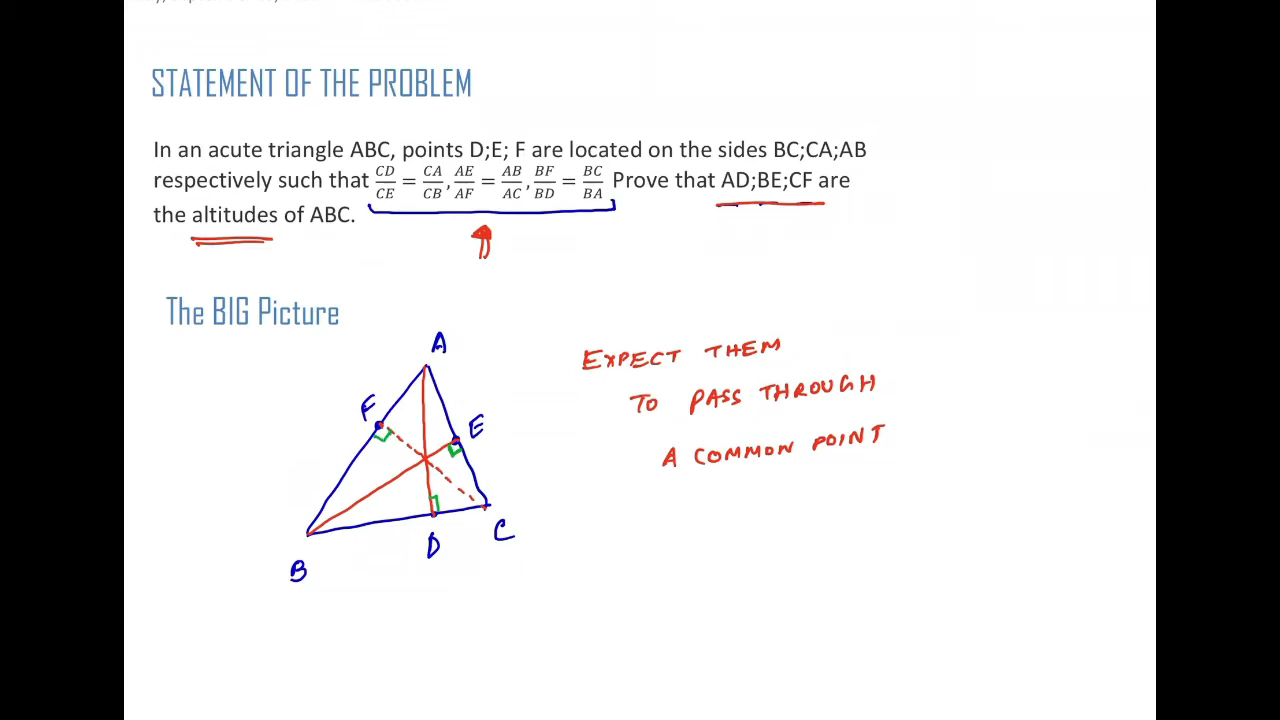 STATEMENT OF THE PROBLEM
In an acute triangle ABC, points D;E; F are located on the sides BC;CA;AB
respectively such that CD/CE = CA/CB, AE/AF = AB/AC, BF/BD = BC/BA Prove that AD;BE;CF are
the altitudes of ABC.
The BIG Picture
A
EXPECT THEM
TO PASS THROUGH
F
E
A COMMON POINT
C
D
B